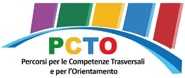 PCTO
Percorsi per le Competenze Trasversali
e per l'Orientamento